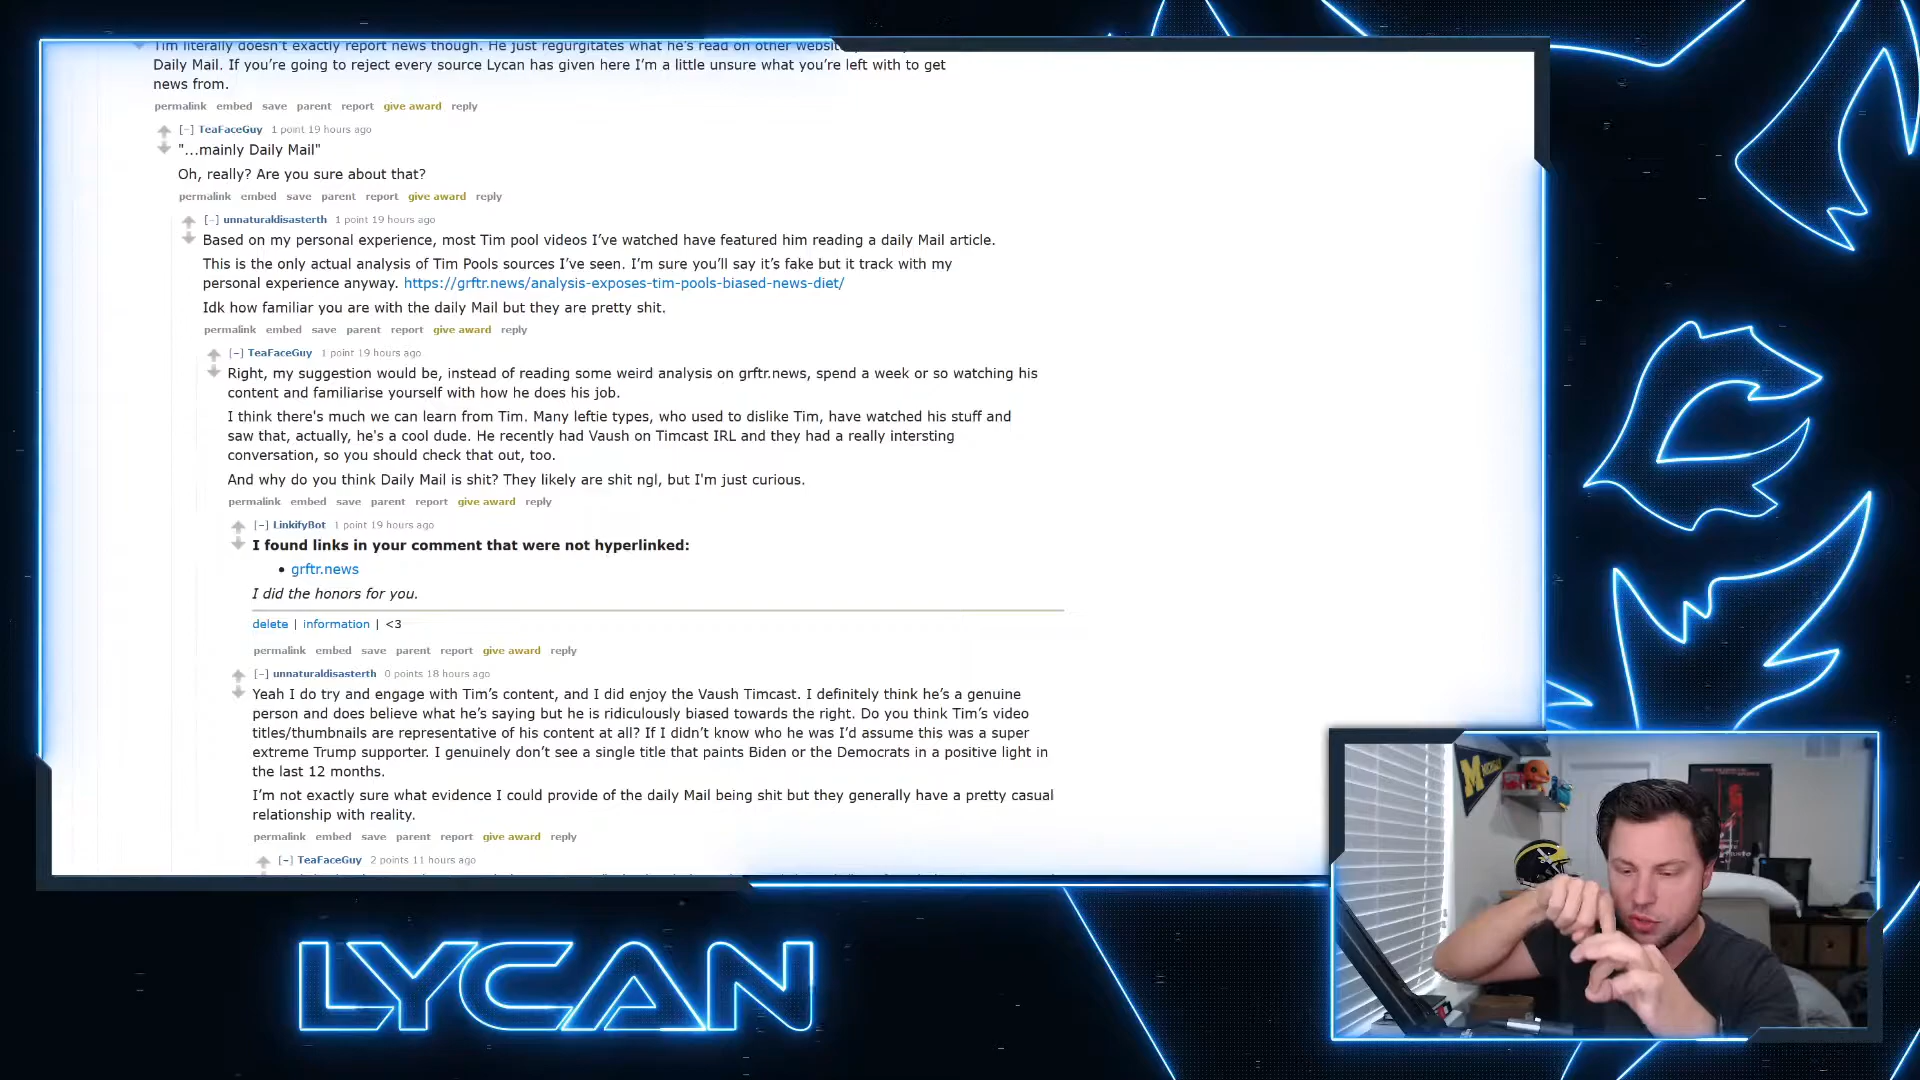 Tim literally doesn't exactly report news though. He just regurgitates what he's read on other
Daily Mail. If you're going to reject every source Lycan has given here I'm a little unsure what you're left with to get
news from.
permalink embed save parent report give award reply
[–] TeaFaceGuy 1 point 19 hours ago
"...mainly Daily Mail"
Oh, really? Are you sure about that?
permalink embed save parent report give award reply
[–] unnaturaldisasterth 1 point 19 hours ago
Based on my personal experience, most Tim pool videos I've watched have featured him reading a daily Mail article.
This is the only actual analysis of Tim Pools sources I've seen. I'm sure you'll say it's fake but it track with my
personal experience anyway. https://grftr.news/analysis-exposes-tim-pools-biased-news-diet/
Idk how familiar you are with the daily Mail but they are pretty shit.
permalink embed save parent report give award reply
[–] TeaFaceGuy 1 point 19 hours ago
Right, my suggestion would be, instead of reading some weird analysis on grftr.news, spend a week or so watching his
content and familiarise yourself with how he does his job.
I think there's much we can learn from Tim. Many leftie types, who used to dislike Tim, have watched his stuff and
saw that, actually, he's a cool dude. He recently had Vaush on Timcast IRL and they had a really intersting
conversation, so you should check that out, too.
And why do you think Daily Mail is shit? They likely are shit ngl, but I'm just curious.
permalink embed save parent report give award reply
[–] LinkifyBot 1 point 19 hours ago
I found links in your comment that were not hyperlinked:
• grftr.news
I did the honors for you.
delete | information | <3
permalink embed save parent report give award reply
[–] unnaturaldisasterth 0 points 18 hours ago
Yeah I do try and engage with Tim's content, and I did enjoy the Vaush Timcast. I definitely think he's a genuine
person and does believe what he's saying but he is ridiculously biased towards the right. Do you think Tim's video
titles/thumbnails are representative of his content at all? If I didn't know who he was I'd assume this was a super
extreme Trump supporter. I genuinely don't see a single title that paints Biden or the Democrats in a positive light in
the last 12 months.
I'm not exactly sure what evidence I could provide of the daily Mail being shit but they generally have a pretty casual
relationship with reality.
permalink embed save parent report give award reply
[–] TeaFaceGuy 2 points 11 hours ago
LYCAN
MICHIGAN